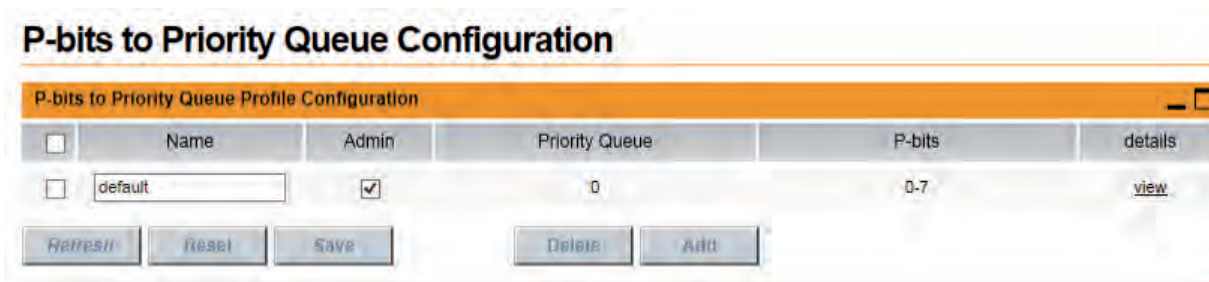 P-bits to Priority Queue Configuration
P-bits to Priority Queue Profile Configuration
Name Admin Priority Queue P-bits details
default 0 0-7 view
Refresh Reset Save Delete Add